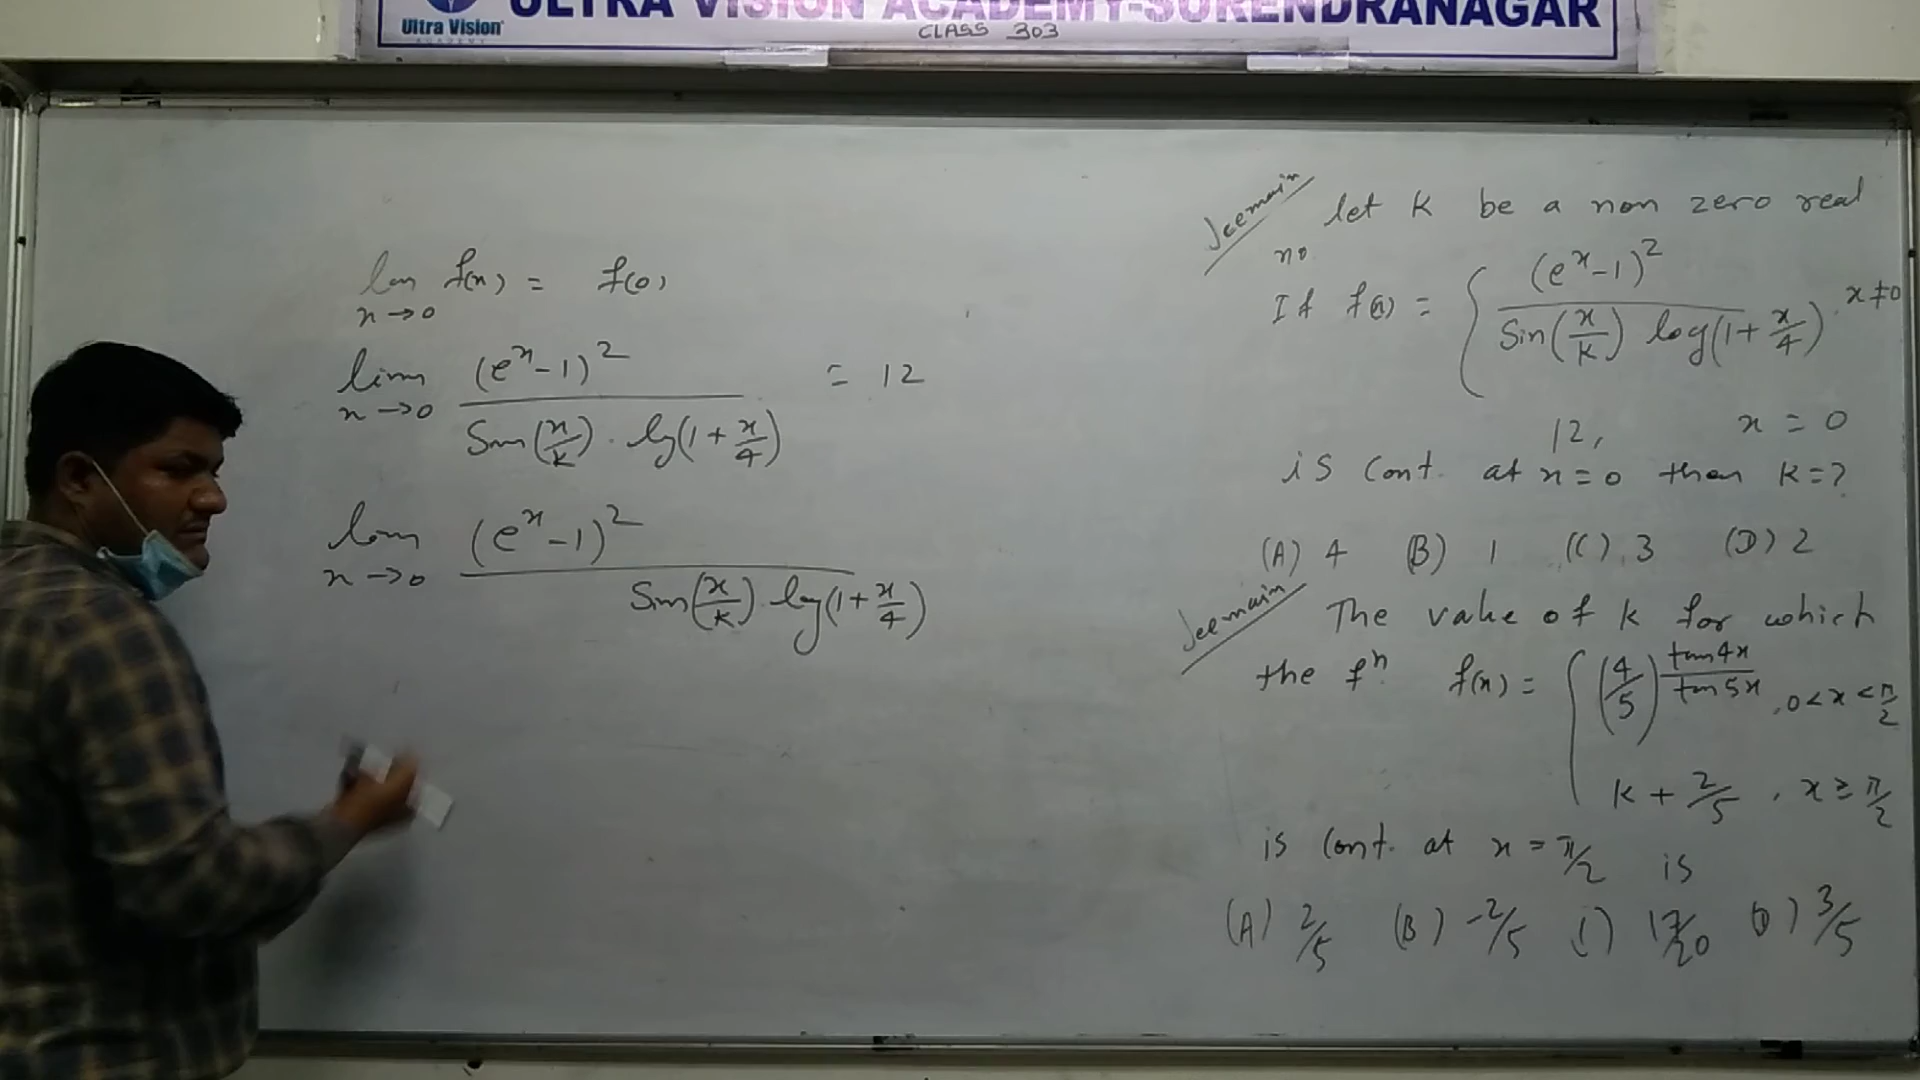 ULTRA VISION ACADEMY-SURENDRANAGAR
Ultra Vision
ACADEMY
CLASS 303
lim f(x) = f(0)
x→0
lim (e^x-1)^2 / Sin(x/k) · log(1+x/4) = 12
x→0
lim (e^x-1)^2 / Sin(x/k) · log(1+x/4)
x→0
Jeemain let K be a non zero real
no
If f(x) = { (e^x-1)^2 / Sin(x/k) log(1+x/4) , x≠0
12, x=0
is Cont. at x=0 then k=?
(A) 4 (B) 1 (C) 3 (D) 2
Jeemain The value of k for which
the f^n f(x) = { (4/5)^(tan4x/tan5x) , 0<x<π/2
k + 2/5 , x≥π/2
is Cont. at x=π/2 is
(A) 2/5 (B) -2/5 (C) 17/20 (D) 3/5